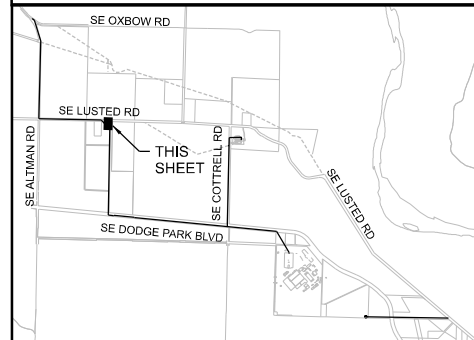 SE OXBOW RD
SE LUSTED RD
THIS
SHEET
SE ALTMAN RD
SE COTTRELL RD
SE LUSTED RD
SE DODGE PARK BLVD